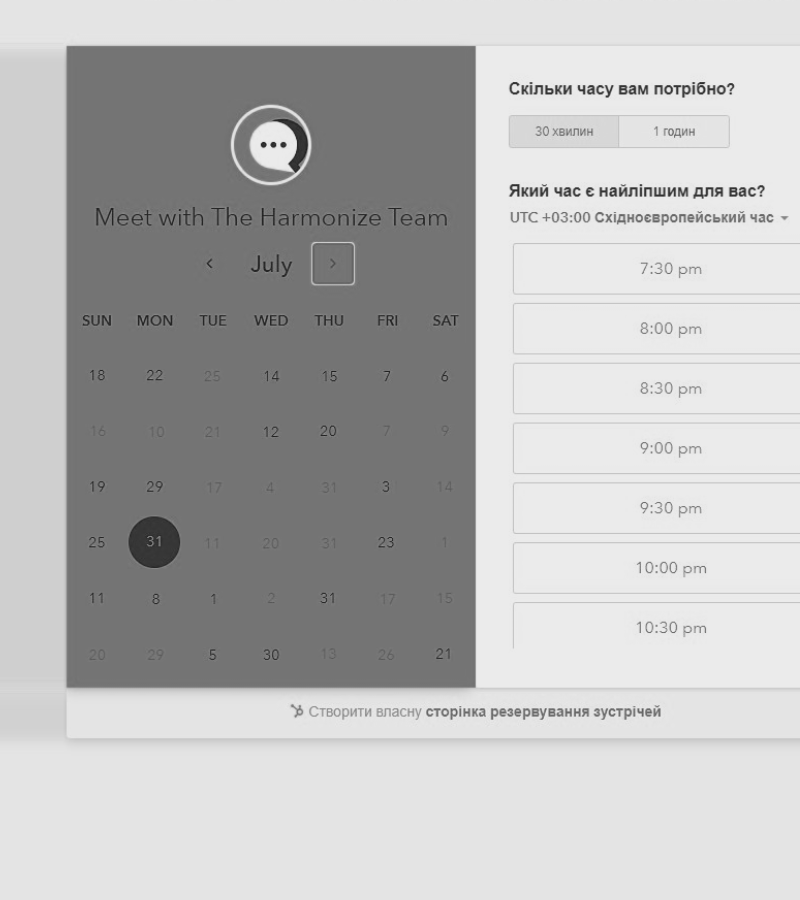 Meet with The Harmonize Team
July
SUN MON TUE WED THU FRI SAT
18 22 25 14 15 7 6
16 10 21 12 20 7 9
19 29 17 4 31 3 14
25 31 11 20 31 23 1
11 8 1 2 31 17 15
20 29 5 30 13 26 21
Скільки часу вам потрібно?
30 хвилин 1 годин
Який час є найліпшим для вас?
UTC +03:00 Східноєвропейський час
7:30 pm
8:00 pm
8:30 pm
9:00 pm
9:30 pm
10:00 pm
10:30 pm
Створити власну сторінка резервування зустрічей